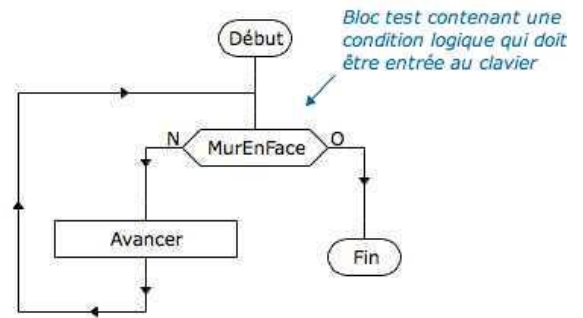 Début
Bloc test contenant une
condition logique qui doit
être entrée au clavier
N
MurEnFace
O
Avancer
Fin